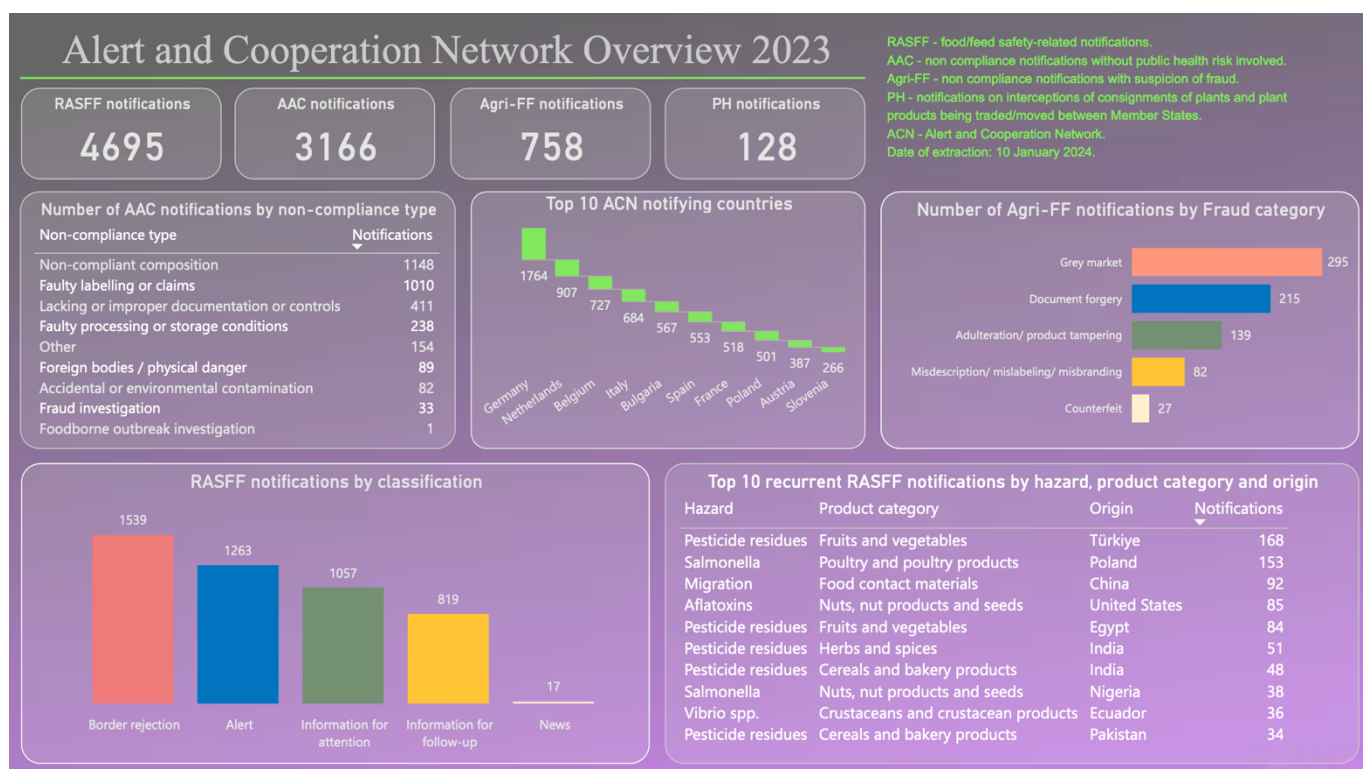 Alert and Cooperation Network Overview 2023
RASFF - food/feed safety-related notifications.
AAC - non compliance notifications without public health risk involved.
Agri-FF - non compliance notifications with suspicion of fraud.
PH - notifications on interceptions of consignments of plants and plant
products being traded/moved between Member States.
ACN - Alert and Cooperation Network.
Date of extraction: 10 January 2024.
RASFF notifications
4695
AAC notifications
3166
Agri-FF notifications
758
PH notifications
128
Number of AAC notifications by non-compliance type
Non-compliance type Notifications
Non-compliant composition 1148
Faulty labelling or claims 1010
Lacking or improper documentation or controls 411
Faulty processing or storage conditions 238
Other 154
Foreign bodies / physical danger 89
Accidental or environmental contamination 82
Fraud investigation 33
Foodborne outbreak investigation 1
Top 10 ACN notifying countries
1764
907
727
684
567
553
518
501
387
266
Germany
Netherlands
Belgium
Italy
Bulgaria
Spain
France
Poland
Austria
Slovenia
Number of Agri-FF notifications by Fraud category
Grey market 295
Document forgery 215
Adulteration/ product tampering 139
Misdescription/ mislabeling/ misbranding 82
Counterfeit 27
RASFF notifications by classification
1539
1263
1057
819
17
Border rejection
Alert
Information for
attention
Information for
follow-up
News
Top 10 recurrent RASFF notifications by hazard, product category and origin
Hazard Product category Origin Notifications
Pesticide residues Fruits and vegetables Türkiye 168
Salmonella Poultry and poultry products Poland 153
Migration Food contact materials China 92
Aflatoxins Nuts, nut products and seeds United States 85
Pesticide residues Fruits and vegetables Egypt 84
Pesticide residues Herbs and spices India 51
Pesticide residues Cereals and bakery products India 48
Salmonella Nuts, nut products and seeds Nigeria 38
Vibrio spp. Crustaceans and crustacean products Ecuador 36
Pesticide residues Cereals and bakery products Pakistan 34